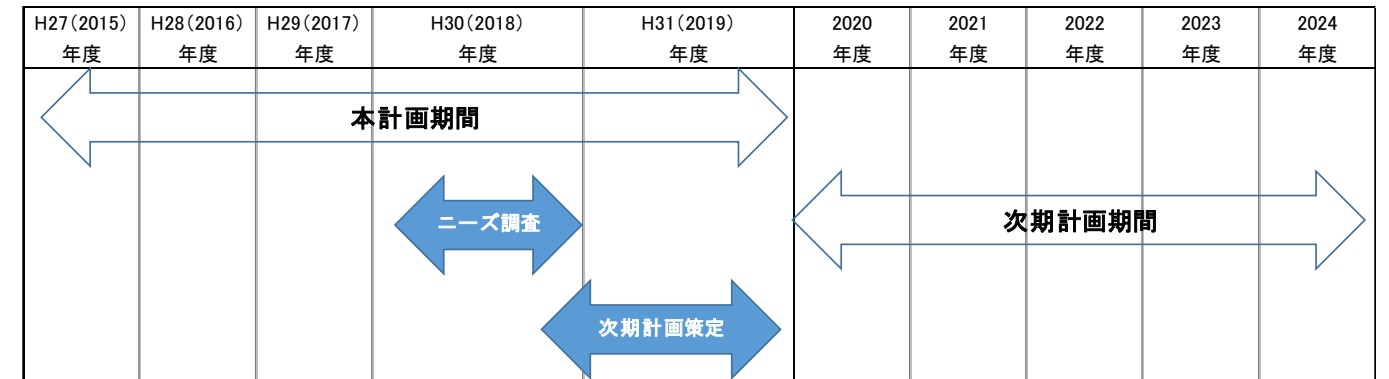 H27(2015) H28(2016) H29(2017) H30(2018) H31(2019) 2020 2021 2022 2023 2024
年度 年度 年度 年度 年度 年度 年度 年度 年度 年度
本計画期間
ニーズ調査
次期計画期間
次期計画策定